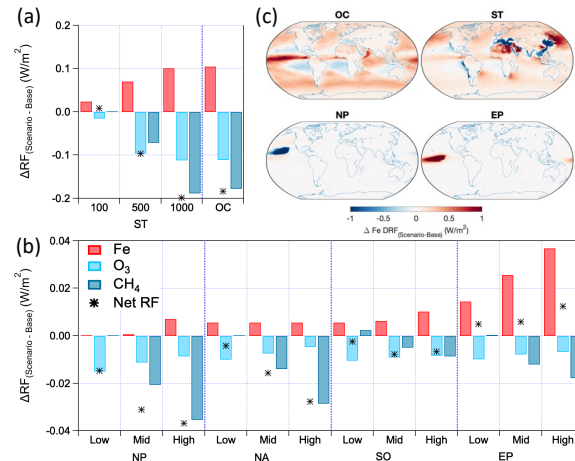 (a)
ΔRF(Scenario - Base) (W/m²)
0.2
0.1
0.0
-0.1
-0.2
100 500 1000 OC
ST
(c)
OC ST
NP EP
-1 -0.5 0 0.5 1
Δ Fe DRF(Scenario-Base) (W/m²)
(b)
ΔRF(Scenario - Base) (W/m²)
0.04
0.02
0.00
-0.02
-0.04
Fe
O₃
CH₄
Net RF
Low Mid High Low Mid High Low Mid High Low Mid High
NP NA SO EP